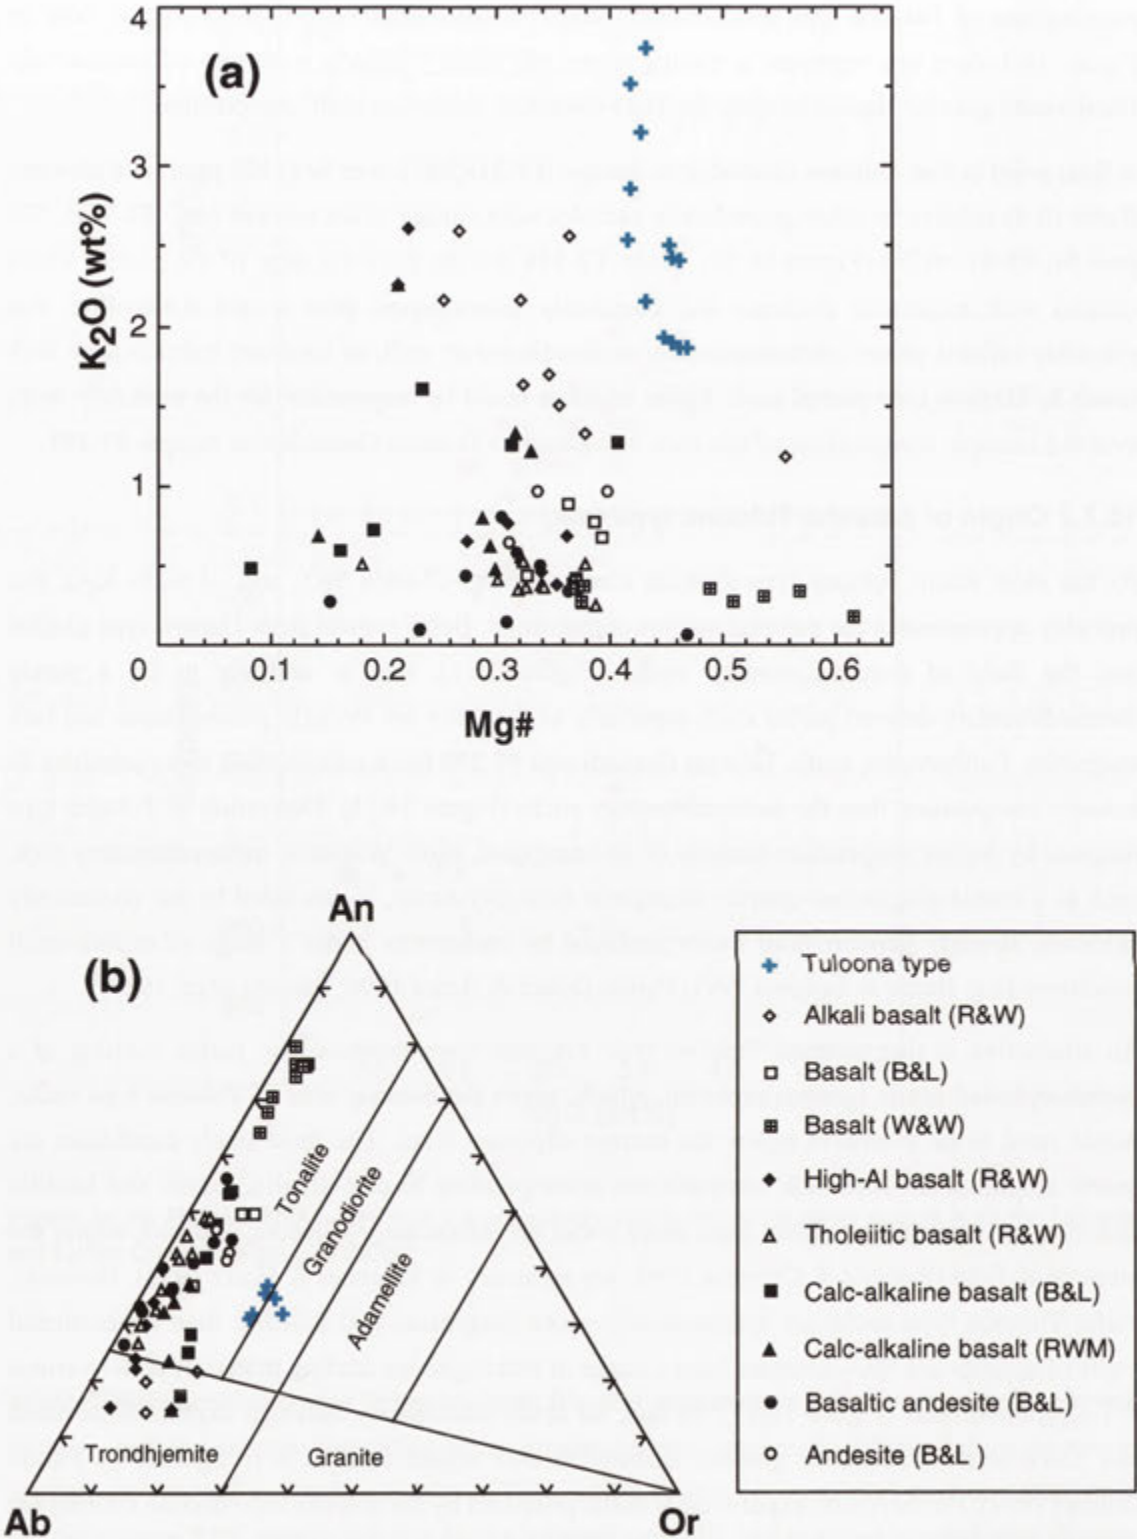 4
(a)
3
K2O (wt%)
2
1
0 0.1 0.2 0.3 0.4 0.5 0.6
Mg#
An
(b)
Tonalite
Granodiorite
Adamellite
Trondhjemite
Granite
Ab
Or
Tuloona type
Alkali basalt (R&W)
Basalt (B&L)
Basalt (W&W)
High-Al basalt (R&W)
Tholeiitic basalt (R&W)
Calc-alkaline basalt (B&L)
Calc-alkaline basalt (RWM)
Basaltic andesite (B&L)
Andesite (B&L )